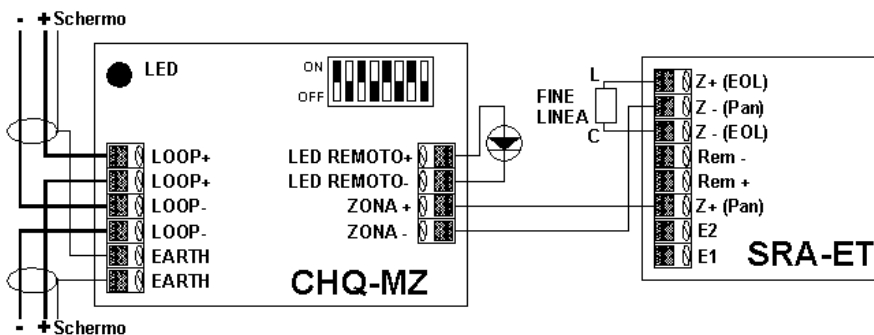 - + Schermo
LED
ON
OFF
LOOP+
LOOP+
LOOP-
LOOP-
EARTH
EARTH
LED REMOTO+
LED REMOTO-
ZONA +
ZONA -
CHQ-MZ
- + Schermo
L
FINE
LINEA
C
Z+ (EOL)
Z - (Pan)
Z - (EOL)
Rem -
Rem +
Z+ (Pan)
E2
E1
SRA-ET